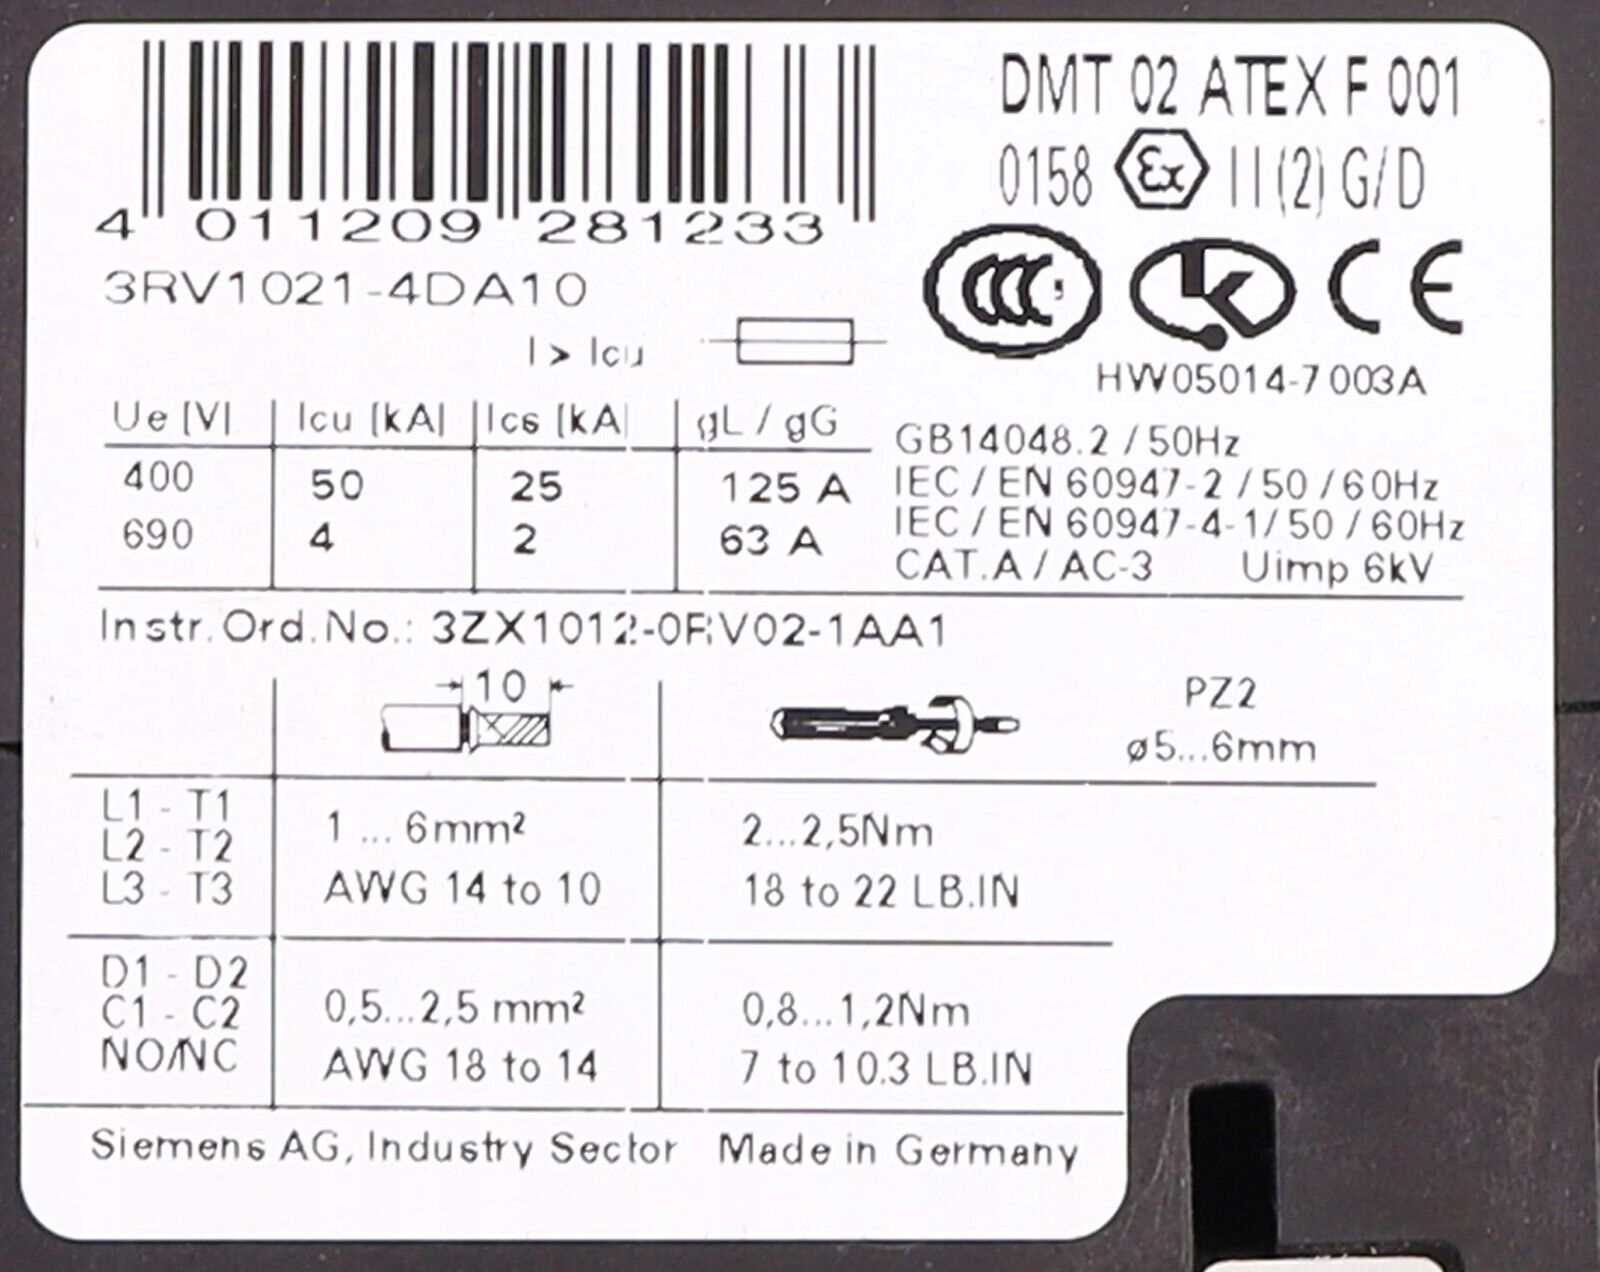 DMT 02 ATEX F 001
0158 Ex II (2) G/D
4 011209 281233
3RV1021-4DA10
I > Icu
CCC
CE
HW05014-7 003A
Ue [V] Icu [kA] Ics [kA] gL / gG
400 50 25 125 A
690 4 2 63 A
GB14048.2 / 50Hz
IEC / EN 60947-2 / 50 / 60Hz
IEC / EN 60947-4-1/ 50 / 60Hz
CAT.A / AC-3 Uimp 6kV
Instr. Ord. No.: 3ZX1012-0RV02-1AA1
10
PZ2
ø5...6mm
L1 - T1
L2 - T2
L3 - T3
1 ... 6mm²
AWG 14 to 10
2...2,5Nm
18 to 22 LB.IN
D1 - D2
C1 - C2
NO/NC
0,5...2,5 mm²
AWG 18 to 14
0,8...1,2Nm
7 to 10.3 LB.IN
Siemens AG, Industry Sector Made in Germany